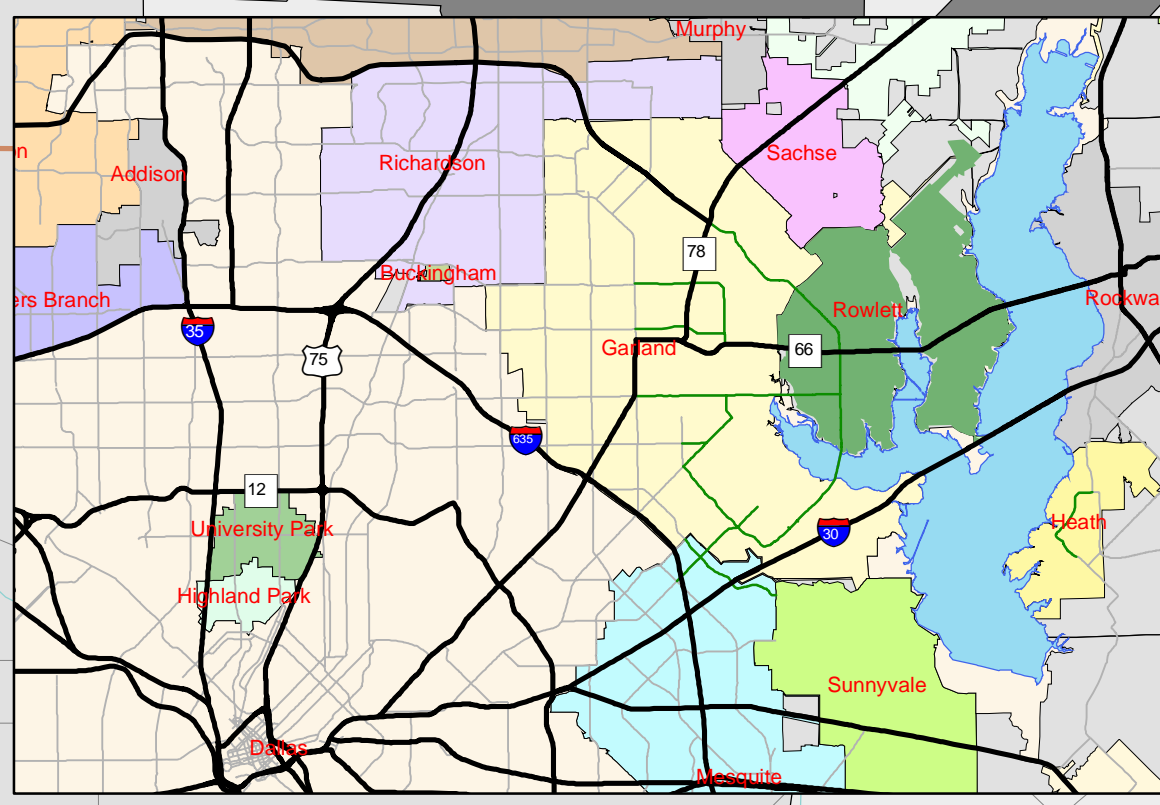 Murphy
on
Addison
Richardson
Sachse
78
Buckingham
ers Branch
Rockwa
Rowlett
35
75
Garland
66
635
12
University Park
Heath
30
Highland Park
Sunnyvale
Dallas
Mesquite